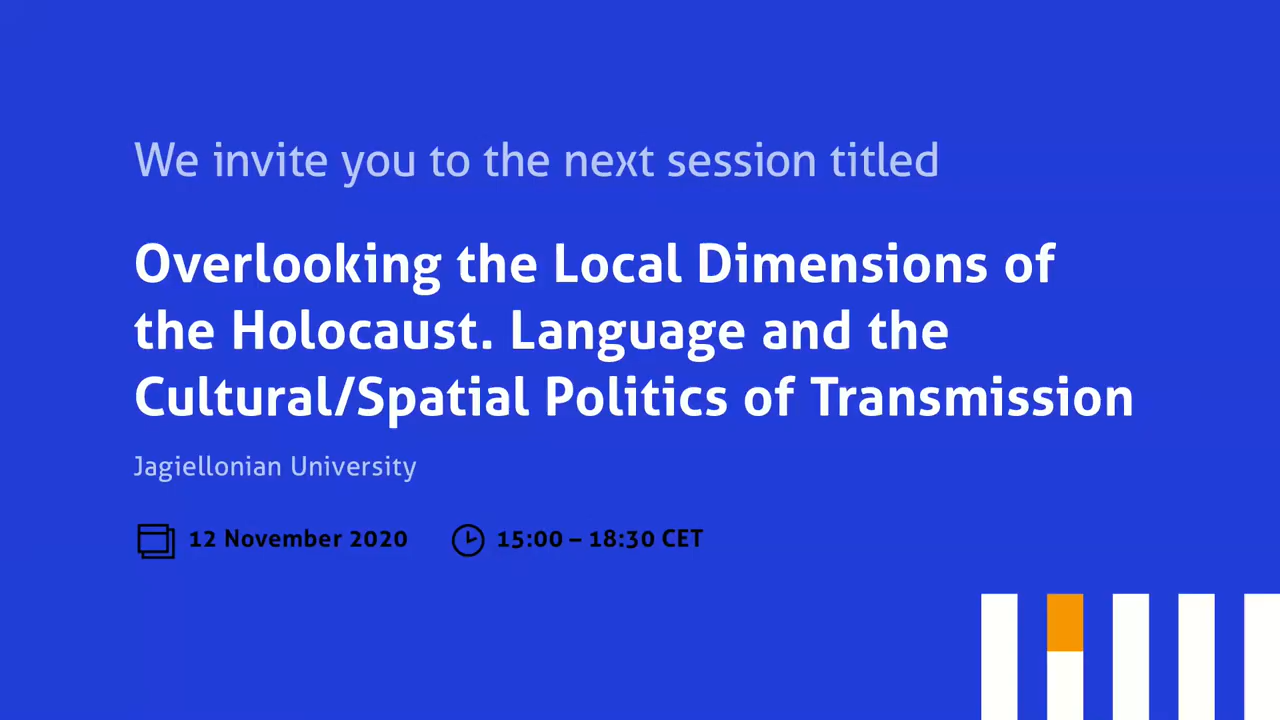 We invite you to the next session titled
Overlooking the Local Dimensions of
the Holocaust. Language and the
Cultural/Spatial Politics of Transmission
Jagiellonian University
12 November 2020 15:00 – 18:30 CET